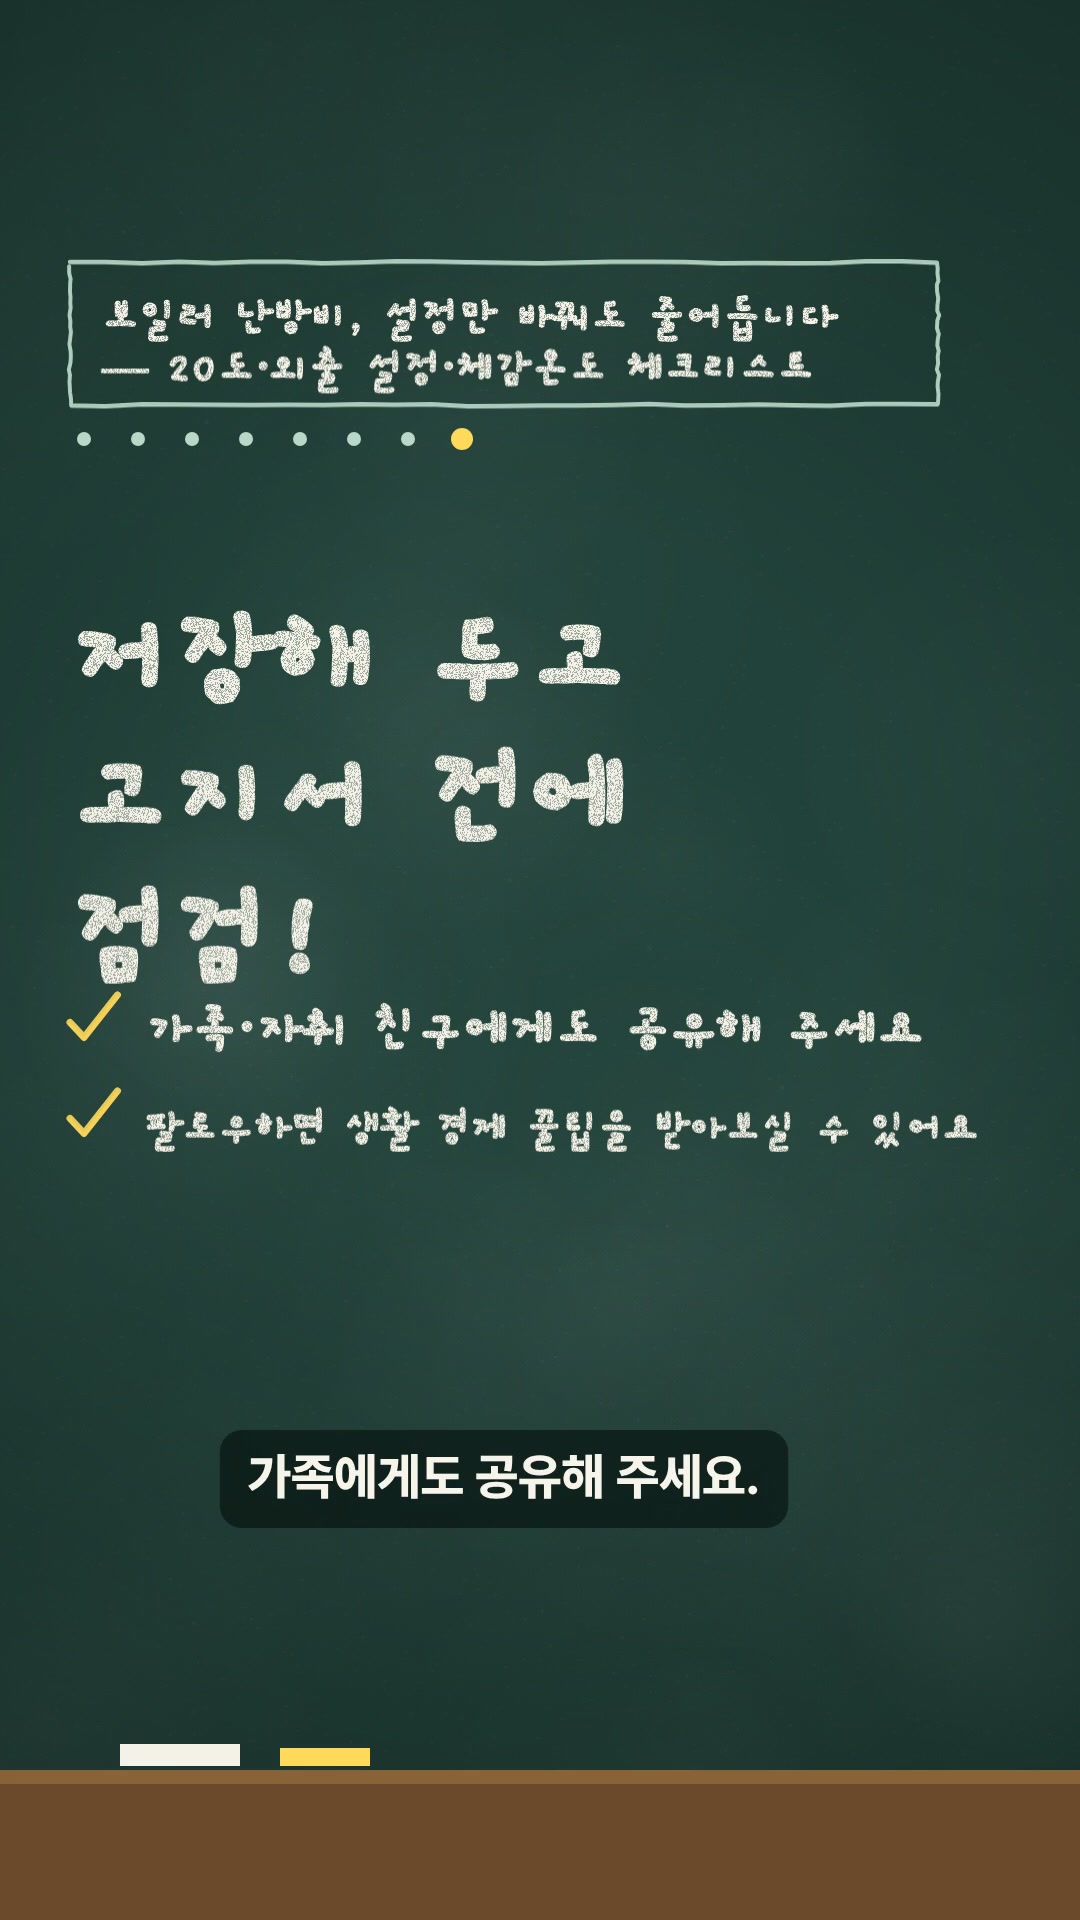 보일러 난방비, 설정만 바꿔도 줄어듭니다
— 20도·외출 설정·체감온도 체크리스트
저장해 두고
고지서 전에
점검!
가족·자취 친구에게도 공유해 주세요
팔로우하면 생활 경제 꿀팁을 받아보실 수 있어요
가족에게도 공유해 주세요.